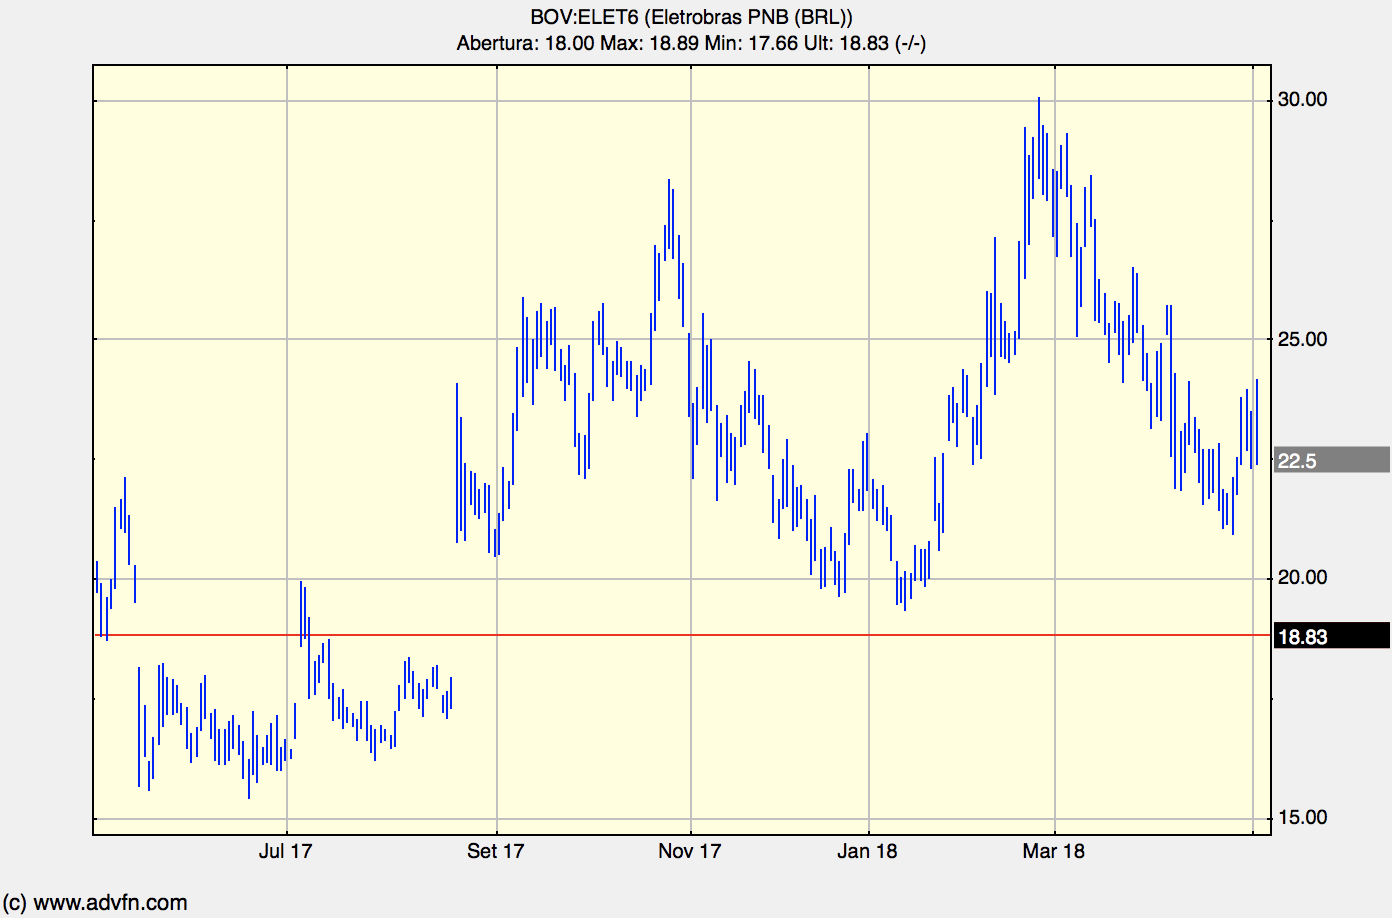 BOV:ELET6 (Eletrobras PNB (BRL))
Abertura: 18.00 Max: 18.89 Min: 17.66 Ult: 18.83 (-/-)
30.00
25.00
22.5
20.00
18.83
15.00
Jul 17 Set 17 Nov 17 Jan 18 Mar 18
(c) www.advfn.com